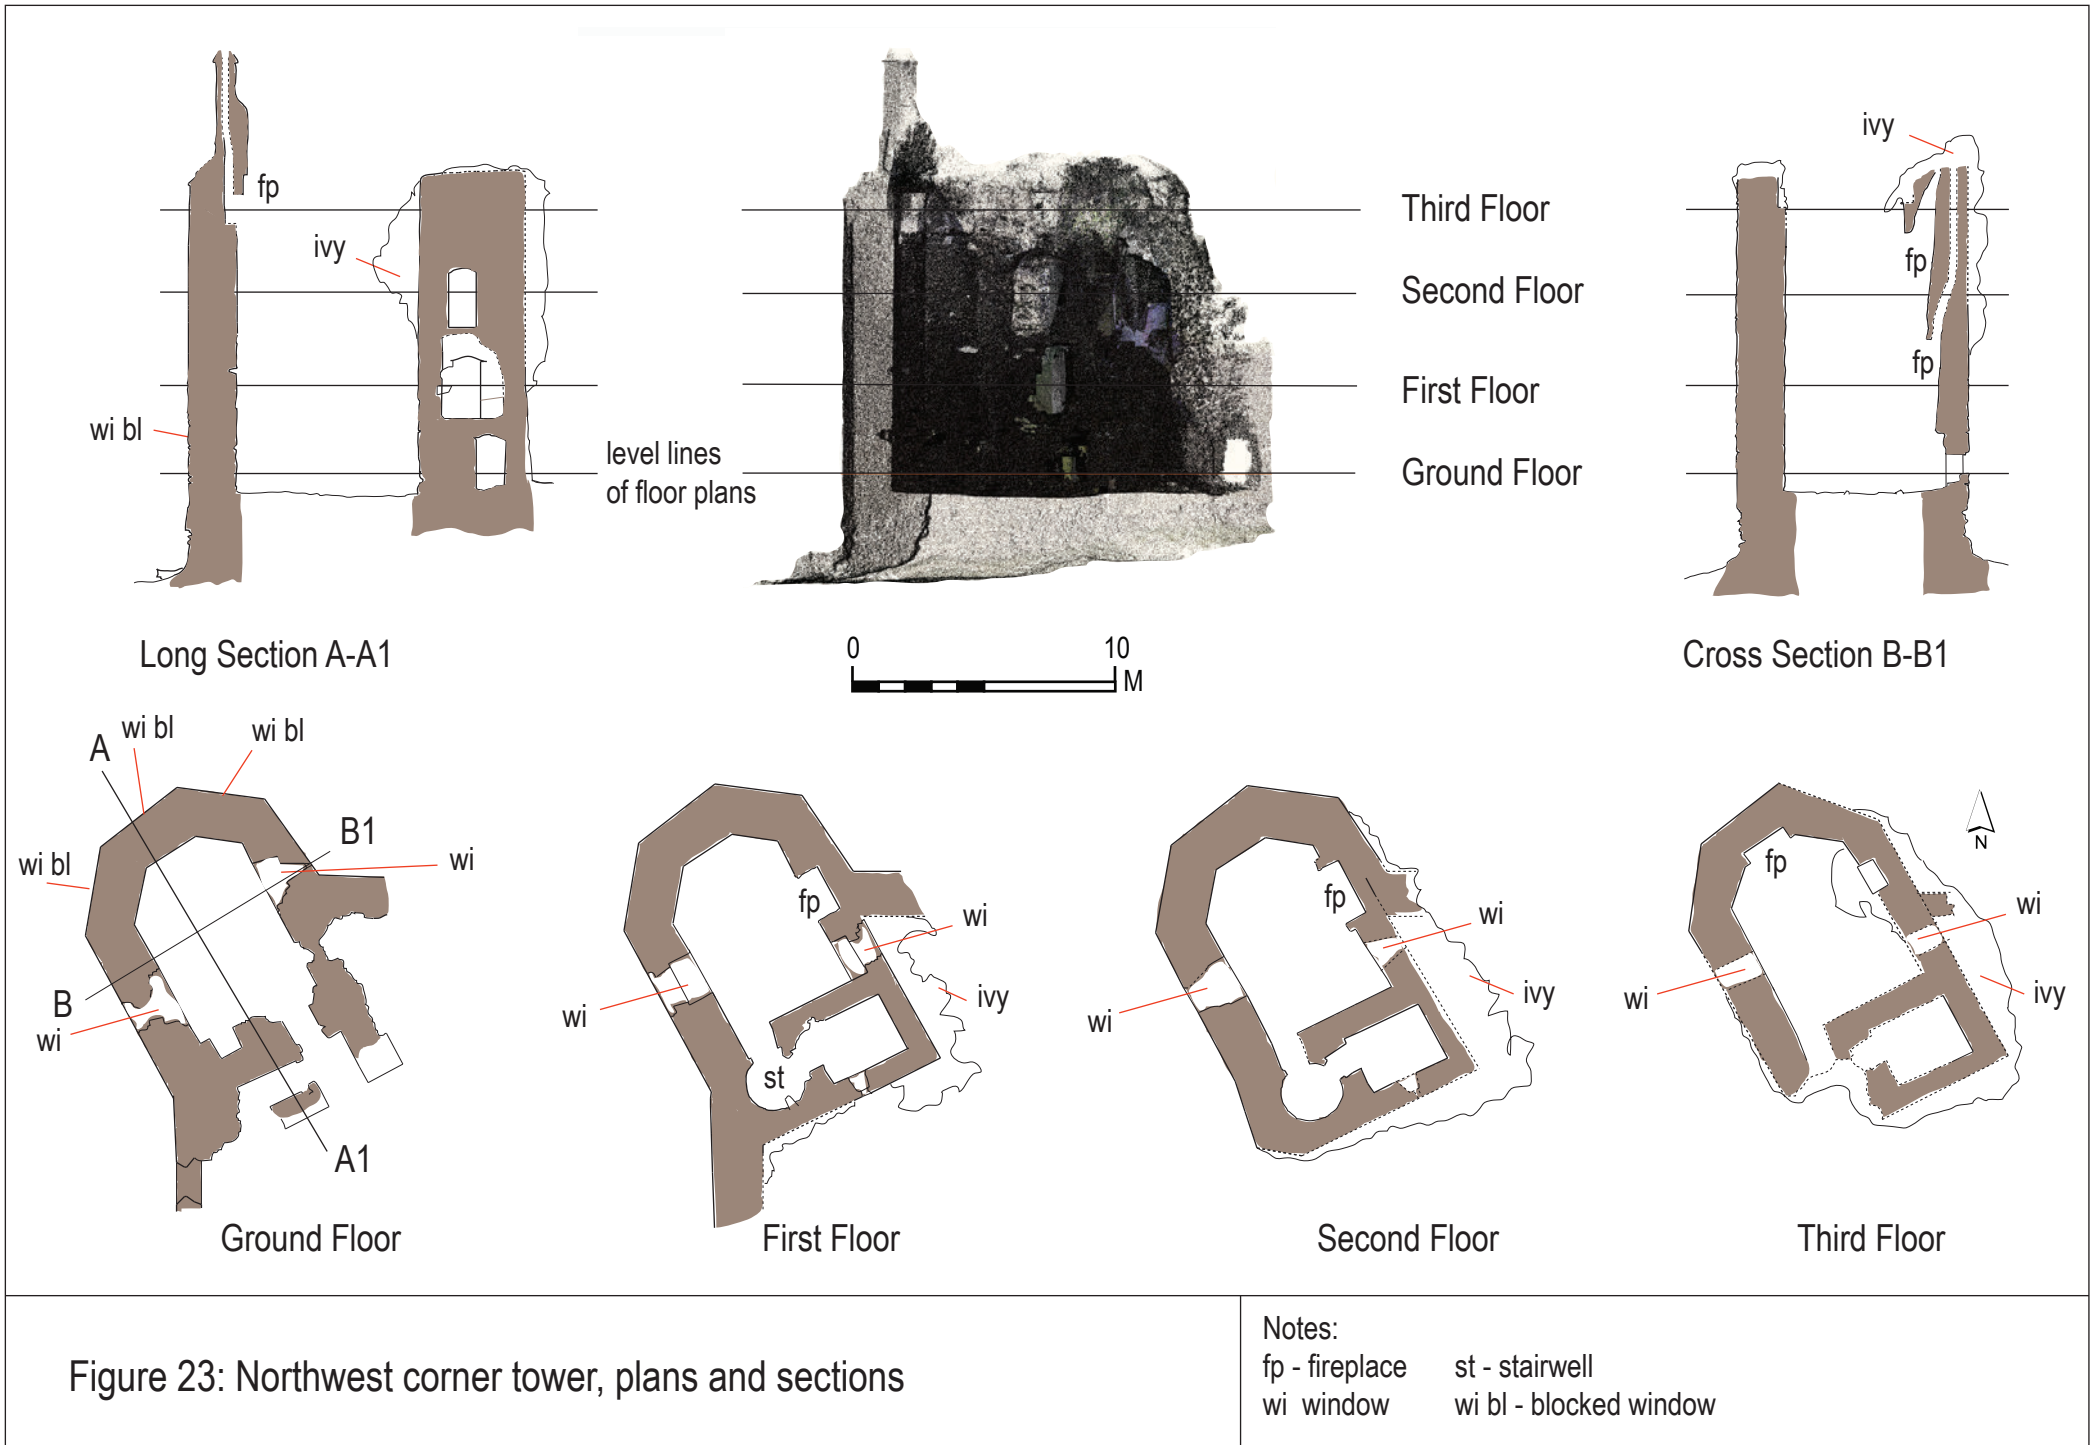 fp
ivy
wi bl
level lines
of floor plans
Third Floor
Second Floor
First Floor
Ground Floor
ivy
fp
fp
Long Section A-A1
0 10
M
Cross Section B-B1
A
wi bl
wi bl
B1
wi
wi bl
B
wi
A1
Ground Floor
fp
wi
wi
ivy
st
First Floor
fp
wi
wi
ivy
Second Floor
fp
N
wi
wi
ivy
Third Floor
Figure 23: Northwest corner tower, plans and sections
Notes:
fp - fireplace st - stairwell
wi window wi bl - blocked window